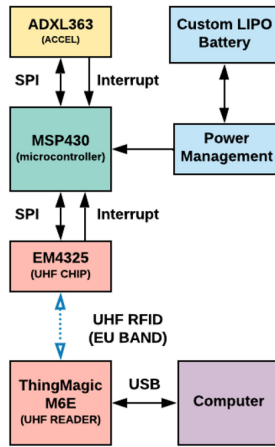 ADXL363
(ACCEL)
Custom LIPO
Battery
SPI
Interrupt
MSP430
(microcontroller)
Power
Management
SPI
Interrupt
EM4325
(UHF CHIP)
UHF RFID
(EU BAND)
ThingMagic
M6E
(UHF READER)
USB
Computer